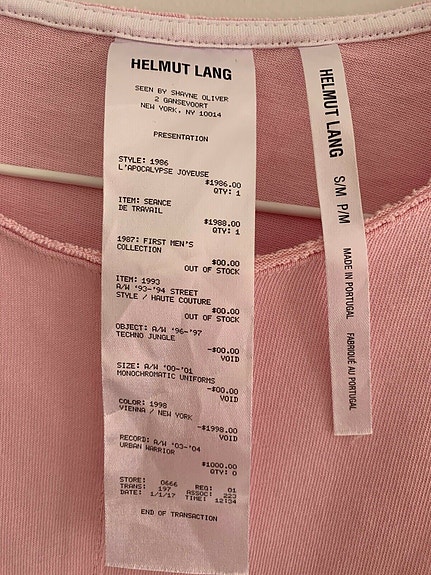 HELMUT LANG
SEEN BY SHAYNE OLIVER
2 GANSEVOORT
NEW YORK, NY 10014
PRESENTATION
STYLE: 1986
L'APOCALYPSE JOYEUSE
$1986.00
QTY: 1
ITEM: SEANCE
DE TRAVAIL
$1988.00
QTY: 1
1987: FIRST MEN'S
COLLECTION
$00.00
OUT OF STOCK
ITEM: 1993
A/W '93-'94 STREET
STYLE / HAUTE COUTURE
$00.00
OUT OF STOCK
OBJECT: A/W '96-'97
TECHNO JUNGLE
-$00.00
VOID
SIZE: A/W '00-'01
MONOCHROMATIC UNIFORMS
-$00.00
VOID
COLOR: 1998
VIENNA / NEW YORK
-$1998.00
VOID
RECORD: A/W '03-'04
URBAN WARRIOR
$1000.00
QTY: 0
STORE: 0666 REG: 01
TRANS: 197 ASSOC: 223
DATE: 1/1/17 TIME: 12:34
END OF TRANSACTION
HELMUT LANG S/M P/M MADE IN PORTUGAL FABRIQUÉ AU PORTUGAL